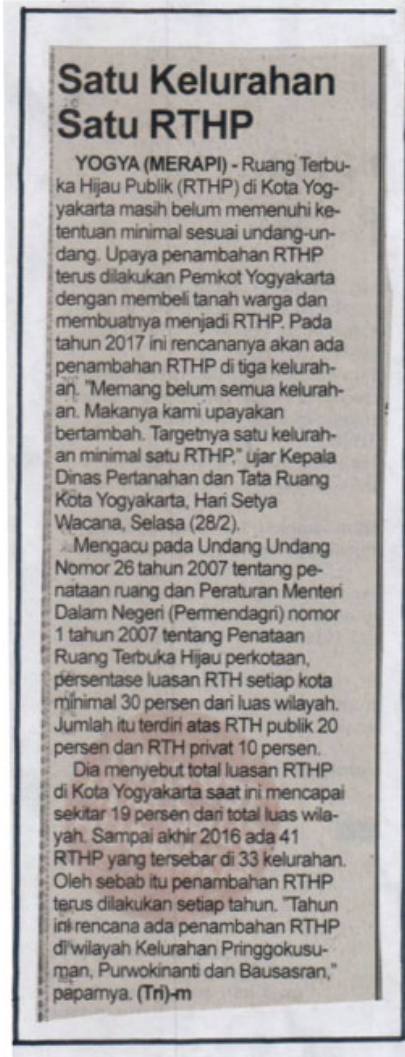 Satu Kelurahan
Satu RTHP
YOGYA (MERAPI) - Ruang Terbu-
ka Hijau Publik (RTHP) di Kota Yog-
yakarta masih belum memenuhi ke-
tentuan minimal sesuai undang-un-
dang. Upaya penambahan RTHP
terus dilakukan Pemkot Yogyakarta
dengan membeli tanah warga dan
membuatnya menjadi RTHP. Pada
tahun 2017 ini rencananya akan ada
penambahan RTHP di tiga kelurah-
an. "Memang belum semua kelurah-
an. Makanya kami upayakan
bertambah. Targetnya satu kelurah-
an minimal satu RTHP," ujar Kepala
Dinas Pertanahan dan Tata Ruang
Kota Yogyakarta, Hari Setya
Wacana, Selasa (28/2).
Mengacu pada Undang Undang
Nomor 26 tahun 2007 tentang pe-
nataan ruang dan Peraturan Menteri
Dalam Negeri (Permendagri) nomor
1 tahun 2007 tentang Penataan
Ruang Terbuka Hijau perkotaan,
persentase luasan RTH setiap kota
minimal 30 persen dari luas wilayah.
Jumlah itu terdiri atas RTH publik 20
persen dan RTH privat 10 persen.
Dia menyebut total luasan RTHP
di Kota Yogyakarta saat ini mencapai
sekitar 19 persen dari total luas wila-
yah. Sampai akhir 2016 ada 41
RTHP yang tersebar di 33 kelurahan.
Oleh sebab itu penambahan RTHP
terus dilakukan setiap tahun. "Tahun
ini rencana ada penambahan RTHP
di wilayah Kelurahan Pringgokusu-
man, Purwokinanti dan Bausasran,"
paparnya. (Tri)-m